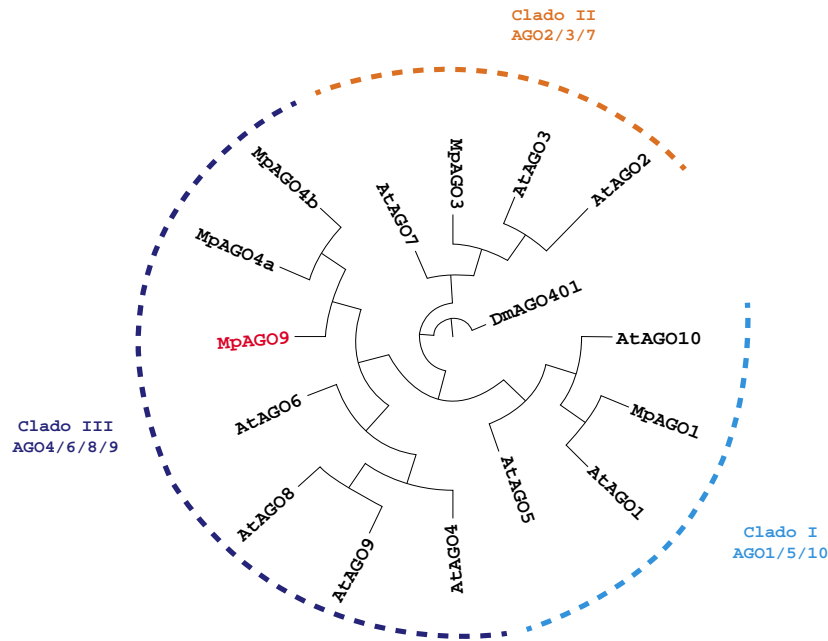 Clado II
AGO2/3/7
MpAGO4b
MpAGO3
AtAGO3
AtAGO2
AtAGO7
MpAGO4a
DmAGO401
MpAGO9
AtAGO10
AtAGO6
MpAGO1
Clado III
AGO4/6/8/9
AtAGO5
AtAGO1
AtAGO8
AtAGO9
AtAGO4
Clado I
AGO1/5/10